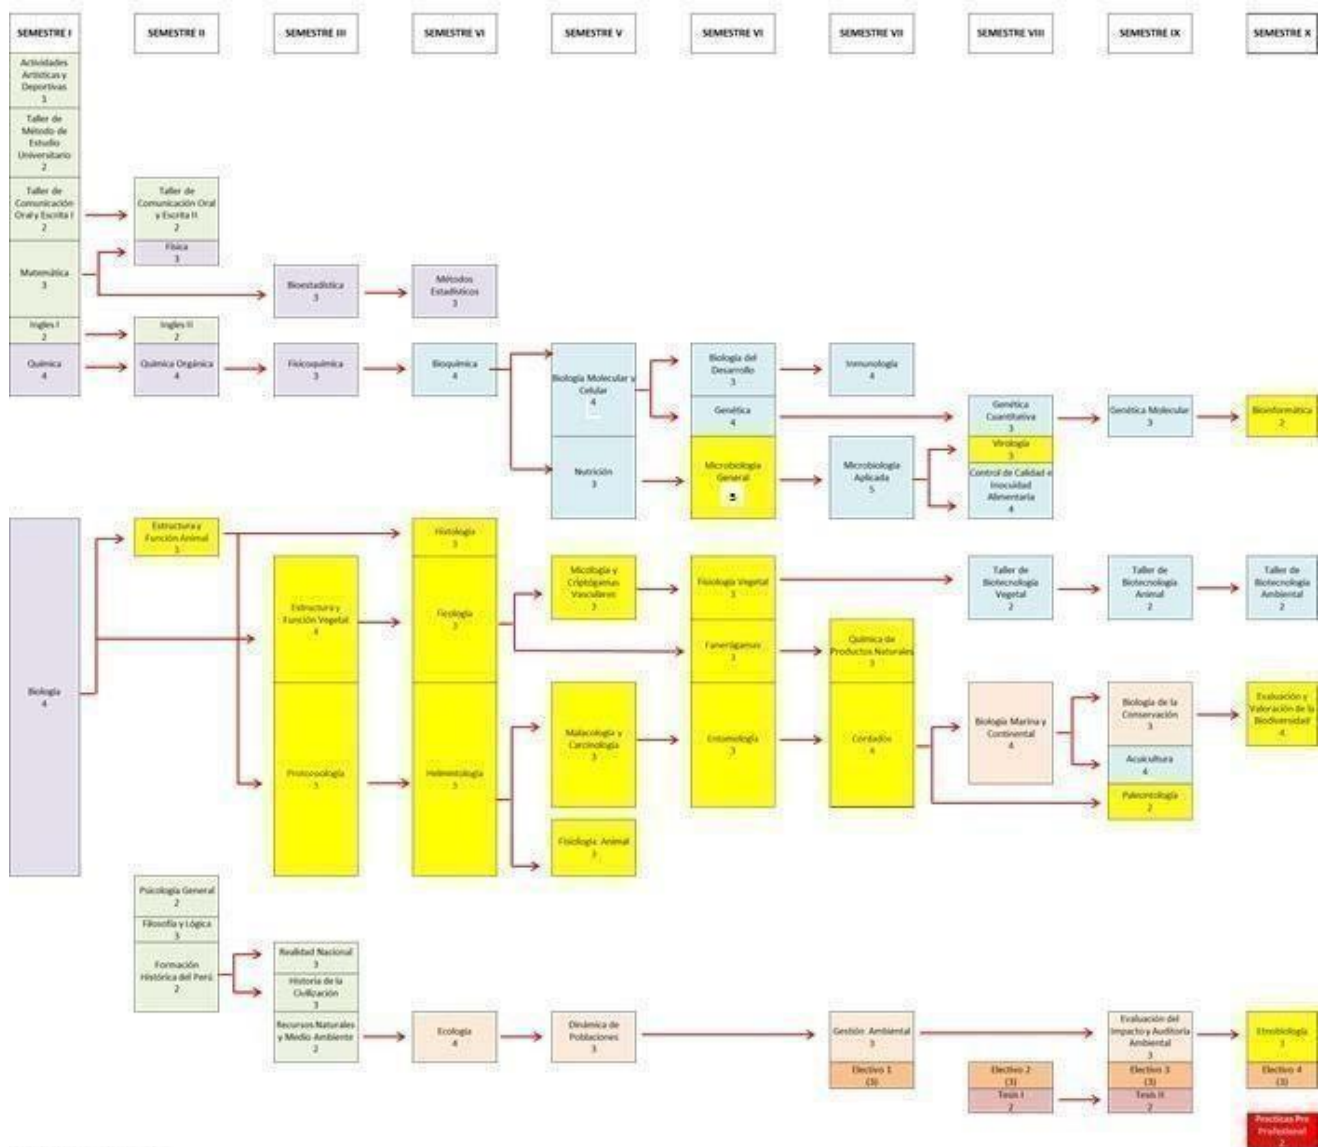 SEMESTRE I
SEMESTRE II
SEMESTRE III
SEMESTRE VI
SEMESTRE V
SEMESTRE VI
SEMESTRE VII
SEMESTRE VIII
SEMESTRE IX
SEMESTRE X
Actividades
Artísticas y
Deportivas
3
Taller de
Método de
Estudio
Universitario
2
Taller de
Comunicación
Oral y Escrita I
2
Matemática
3
Ingles I
2
Química
4
Biología
4
Taller de
Comunicación Oral
y Escrita II
2
Física
3
Ingles II
2
Química Orgánica
4
Estructura y
Función Animal
3
Psicología General
2
Filosofía y Lógica
3
Formación
Histórica del Perú
2
Bioestadística
3
Fisicoquímica
3
Estructura y
Función Vegetal
4
Protozoología
3
Realidad Nacional
3
Historia de la
Civilización
3
Recursos Naturales
y Medio Ambiente
2
Métodos
Estadísticos
3
Bioquímica
4
Histología
3
Ficología
3
Helmintología
3
Ecología
4
Biología Molecular y
Celular
4
Nutrición
3
Micología y
Criptógamas
Vasculares
3
Malacología y
Carcinología
3
Fisiología Animal
3
Dinámica de
Poblaciones
3
Biología del
Desarrollo
3
Genética
4
Microbiología
General
5
Fisiología Vegetal
3
Fanerógamas
3
Entomología
3
Inmunología
4
Microbiología
Aplicada
5
Química de
Productos Naturales
3
Cordados
4
Gestión Ambiental
3
Electivo 1
(3)
Genética
Cuantitativa
3
Virología
3
Control de Calidad e
Inocuidad
Alimentaria
4
Taller de
Biotecnología
Vegetal
2
Biología Marina y
Continental
4
Electivo 2
(3)
Tesis I
2
Genética Molecular
3
Taller de
Biotecnología
Animal
2
Biología de la
Conservación
3
Acuicultura
4
Paleontología
2
Evaluación del
Impacto y Auditoría
Ambiental
3
Electivo 3
(3)
Tesis II
2
Bioinformática
2
Taller de
Biotecnología
Ambiental
2
Evaluación y
Valoración de la
Biodiversidad
4
Etnobiología
3
Electivo 4
(3)
Practicas Pre
Profesional
2